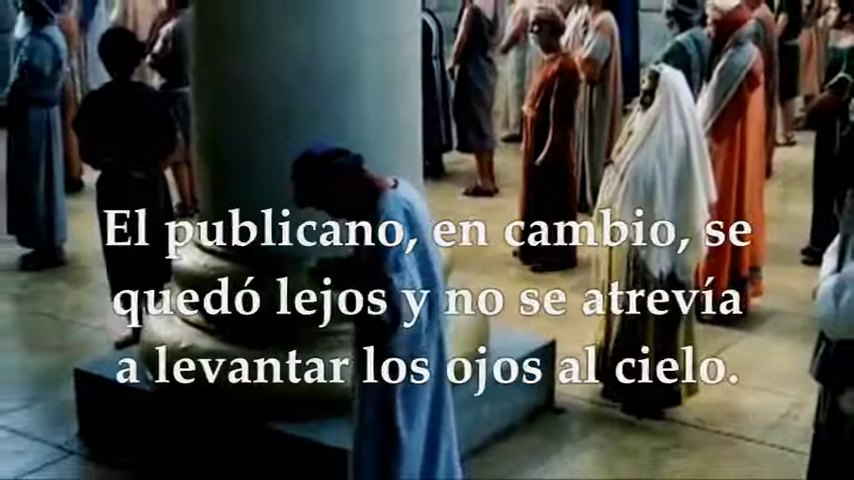 El publicano, en cambio, se
quedó lejos y no se atrevía
a levantar los ojos al cielo.